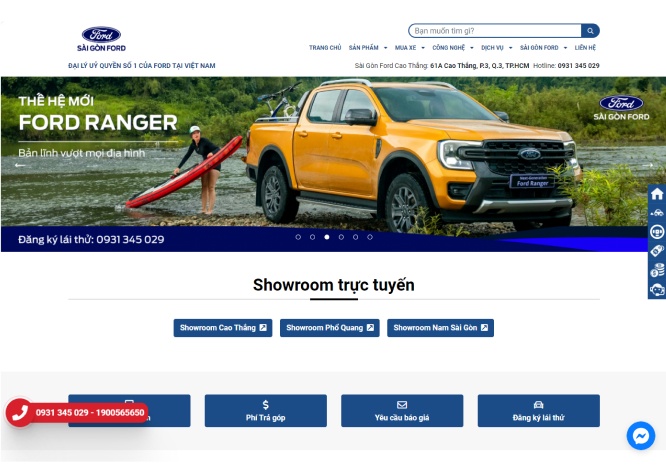 Ford
SÀI GÒN FORD
Bạn muốn tìm gì?
TRANG CHỦ SẢN PHẨM MUA XE CÔNG NGHỆ DỊCH VỤ SÀI GÒN FORD LIÊN HỆ
ĐẠI LÝ UỶ QUYỀN SỐ 1 CỦA FORD TẠI VIỆT NAM
Sài Gòn Ford Cao Thắng: 61A Cao Thắng, P.3, Q.3, TP.HCM Hotline: 0931 345 029
THẾ HỆ MỚI
FORD RANGER
Bản lĩnh vượt mọi địa hình
Ford
SÀI GÒN FORD
Ford
Next-Generation
Ford Ranger
Đăng ký lái thử: 0931 345 029
Showroom trực tuyến
Showroom Cao Thắng
Showroom Phổ Quang
Showroom Nam Sài Gòn
0931 345 029 - 1900565650
Phí Trả góp
Yêu cầu báo giá
Đăng ký lái thử